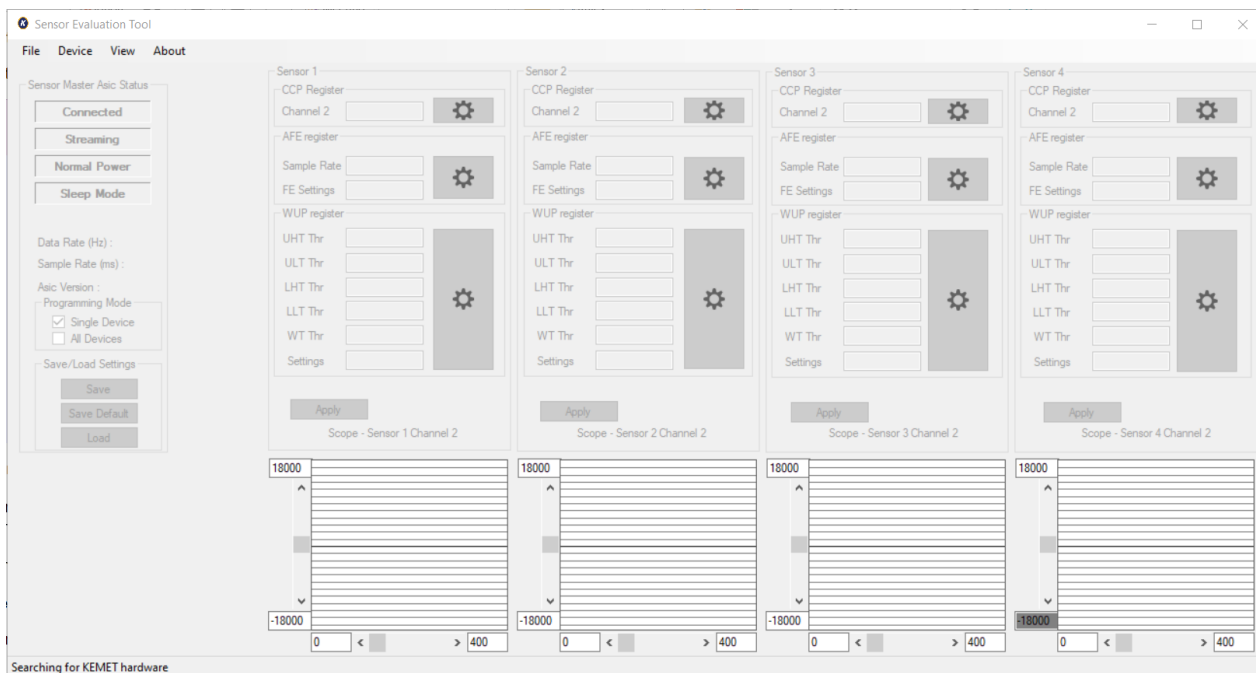 Sensor Evaluation Tool
File Device View About
Sensor Master Asic Status
Connected
Streaming
Normal Power
Sleep Mode
Data Rate (Hz) :
Sample Rate (ms) :
Asic Version :
Programming Mode
Single Device
All Devices
Save/Load Settings
Save
Save Default
Load
Sensor 1
CCP Register
Channel 2
AFE register
Sample Rate
FE Settings
WUP register
UHT Thr
ULT Thr
LHT Thr
LLT Thr
WT Thr
Settings
Apply
Scope - Sensor 1 Channel 2
18000
-18000
0 < > 400
Sensor 2
CCP Register
Channel 2
AFE register
Sample Rate
FE Settings
WUP register
UHT Thr
ULT Thr
LHT Thr
LLT Thr
WT Thr
Settings
Apply
Scope - Sensor 2 Channel 2
18000
-18000
0 < > 400
Sensor 3
CCP Register
Channel 2
AFE register
Sample Rate
FE Settings
WUP register
UHT Thr
ULT Thr
LHT Thr
LLT Thr
WT Thr
Settings
Apply
Scope - Sensor 3 Channel 2
18000
-18000
0 < > 400
Sensor 4
CCP Register
Channel 2
AFE register
Sample Rate
FE Settings
WUP register
UHT Thr
ULT Thr
LHT Thr
LLT Thr
WT Thr
Settings
Apply
Scope - Sensor 4 Channel 2
18000
-18000
0 < > 400
Searching for KEMET hardware